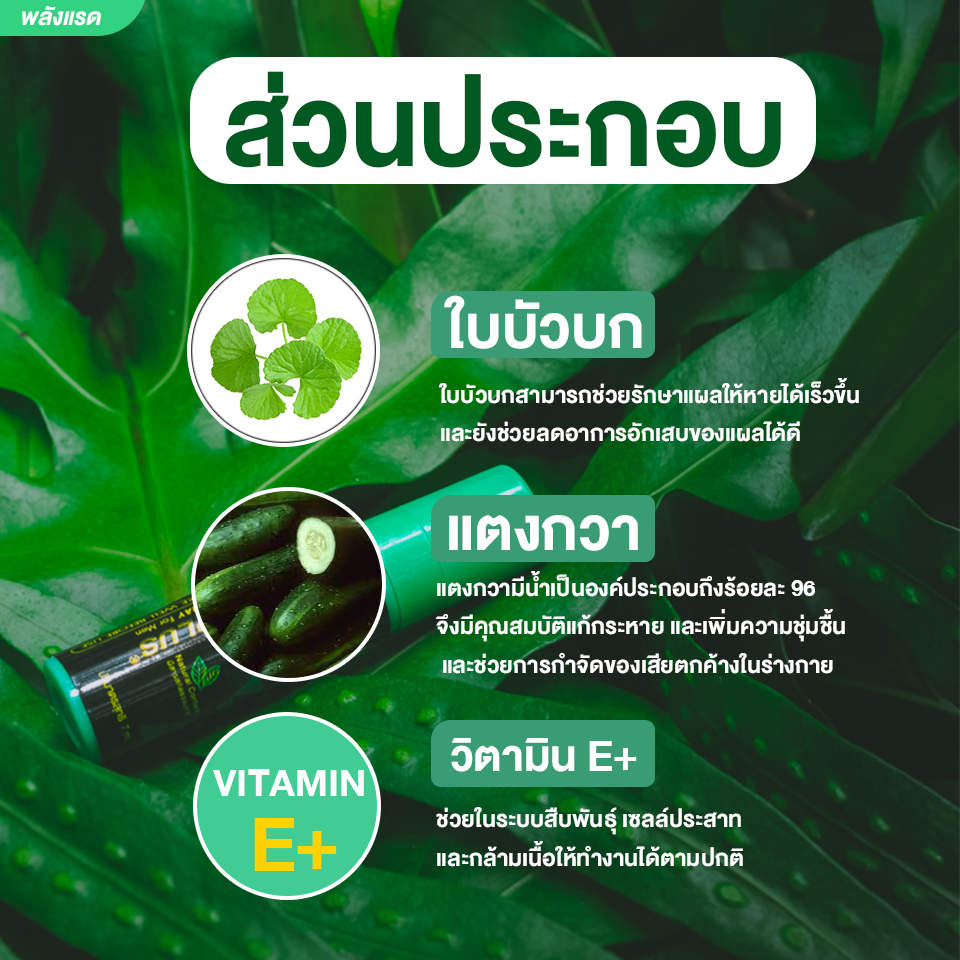 พลังแรด
ส่วนประกอบ
ใบบัวบก
ใบบัวบกสามารถช่วยรักษาแผลให้หายได้เร็วขึ้น
และยังช่วยลดอาการอักเสบของแผลได้ดี
แตงกวา
แตงกวามีน้ำเป็นองค์ประกอบถึงร้อยละ 96
จึงมีคุณสมบัติแก้กระหาย และเพิ่มความชุ่มชื้น
และช่วยการกำจัดของเสียตกค้างในร่างกาย
for Men
LUS®
Natural
VITAMIN
E+
วิตามิน E+
ช่วยในระบบสืบพันธุ์ เซลล์ประสาท
และกล้ามเนื้อให้ทำงานได้ตามปกติ